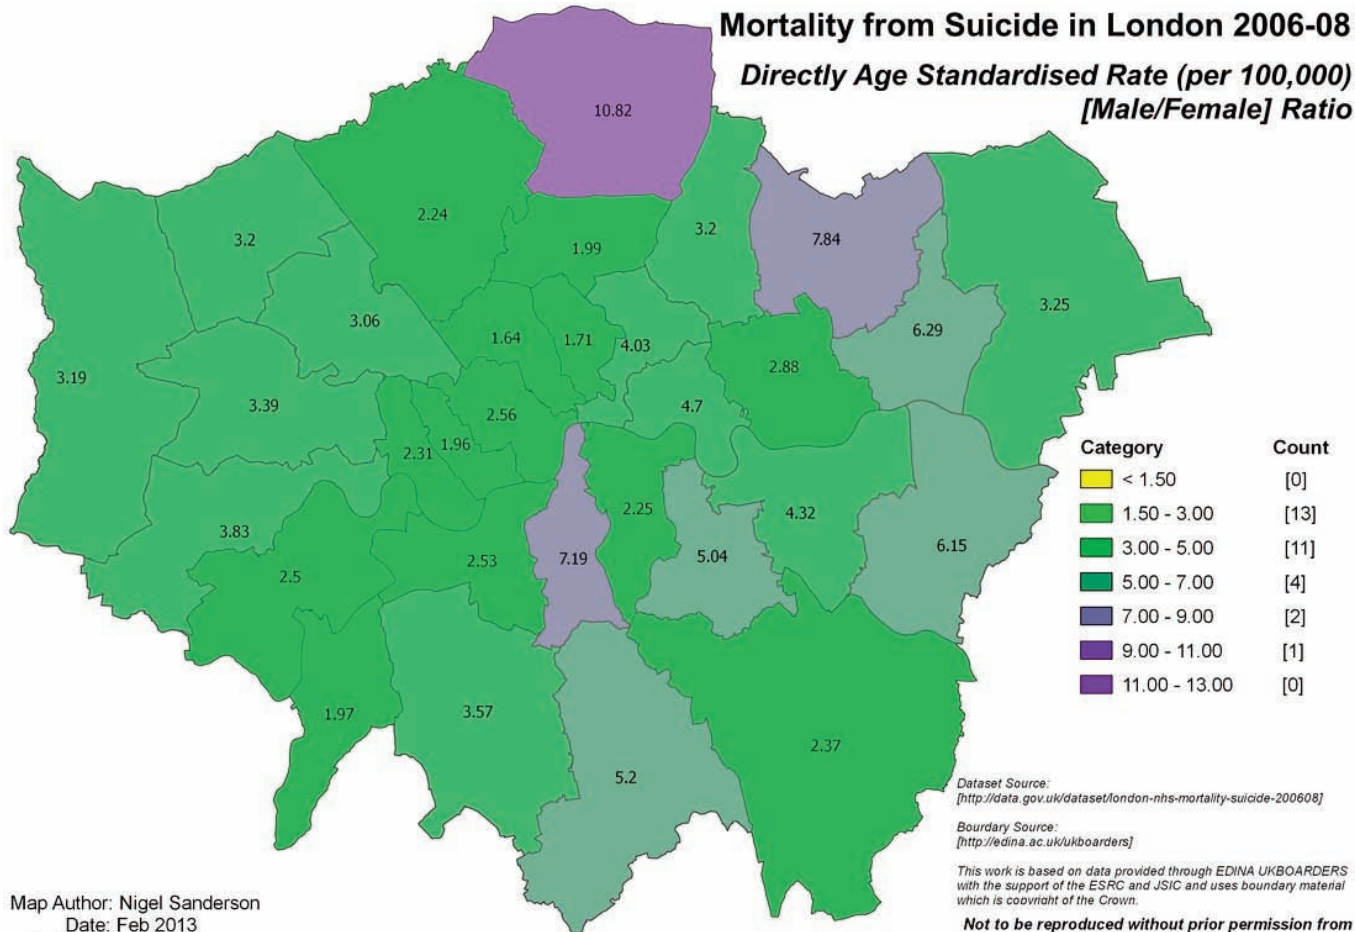 Mortality from Suicide in London 2006-08
Directly Age Standardised Rate (per 100,000)
[Male/Female] Ratio
10.82
2.24
3.2
1.99
3.2
7.84
3.25
3.06
1.64
1.71
4.03
6.29
2.88
3.19
3.39
2.56
4.7
2.31
1.96
3.83
2.25
4.32
6.15
2.5
2.53
7.19
5.04
1.97
3.57
2.37
5.2
Category Count
< 1.50 [0]
1.50 - 3.00 [13]
3.00 - 5.00 [11]
5.00 - 7.00 [4]
7.00 - 9.00 [2]
9.00 - 11.00 [1]
11.00 - 13.00 [0]
Dataset Source:
[http://data.gov.uk/dataset/london-nhs-mortality-suicide-200608]
Bourdary Source:
[http://edina.ac.uk/ukboarders]
This work is based on data provided through EDINA UKBOARDERS
with the support of the ESRC and JSIC and uses boundary material
which is copyright of the Crown.
Not to be reproduced without prior permission from
Map Author: Nigel Sanderson
Date: Feb 2013